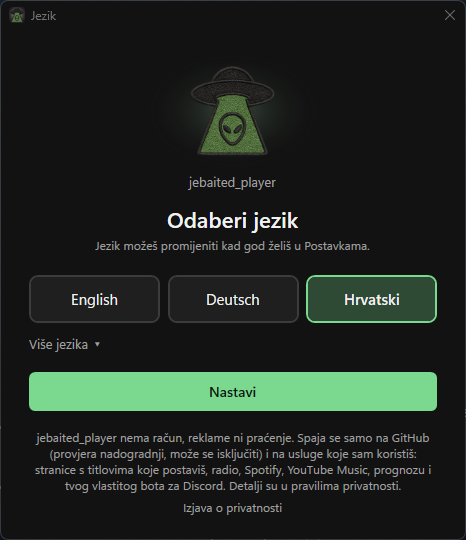 Jezik
jebaited_player
Odaberi jezik
Jezik možeš promijeniti kad god želiš u Postavkama.
English
Deutsch
Hrvatski
Više jezika
Nastavi
jebaited_player nema račun, reklame ni praćenje. Spaja se samo na GitHub
(provjera nadogradnji, može se isključiti) i na usluge koje sam koristiš:
stranice s titlovima koje postaviš, radio, Spotify, YouTube Music, prognozu i
tvog vlastitog bota za Discord. Detalji su u pravilima privatnosti.
Izjava o privatnosti